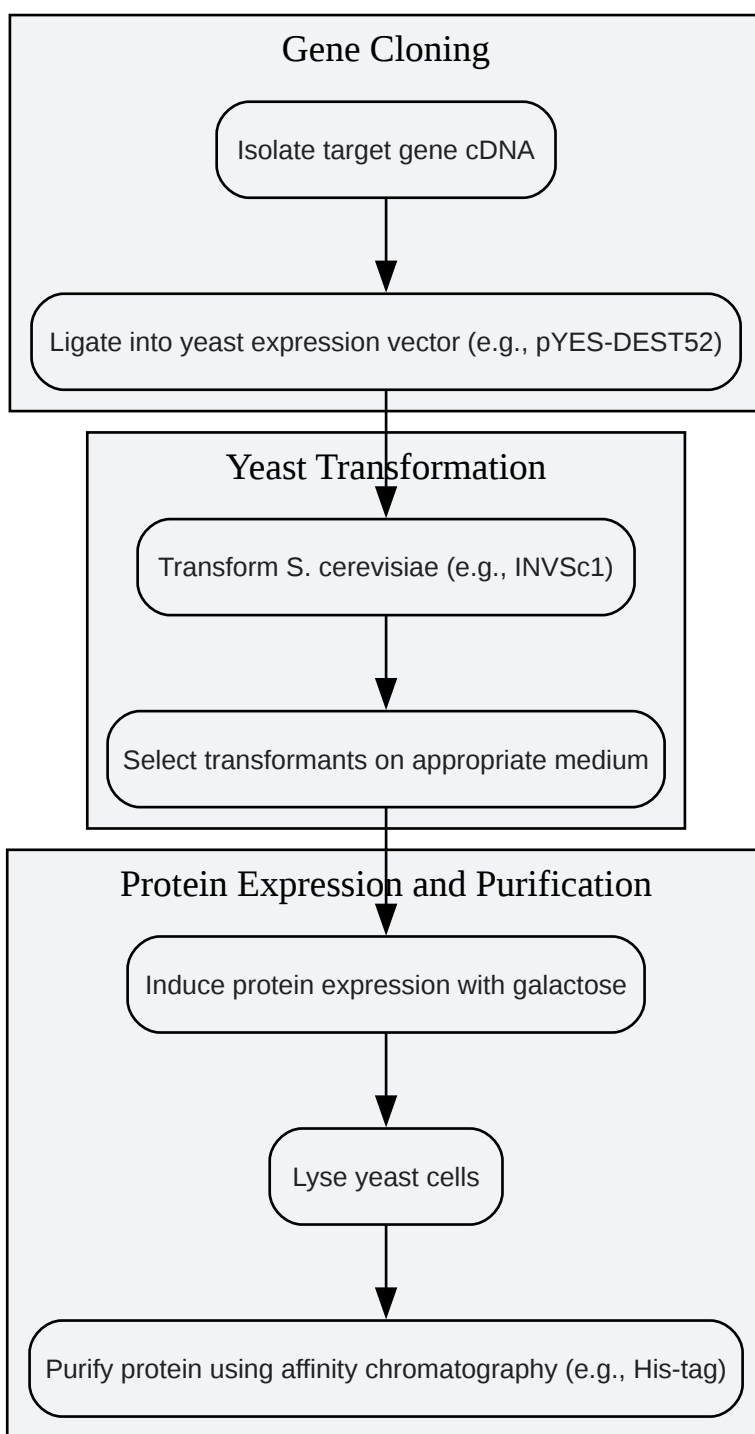 Gene Cloning
Isolate target gene cDNA
Ligate into yeast expression vector (e.g., pYES-DEST52)
Yeast Transformation
Transform S. cerevisiae (e.g., INVSc1)
Select transformants on appropriate medium
Protein Expression and Purification
Induce protein expression with galactose
Lyse yeast cells
Purify protein using affinity chromatography (e.g., His-tag)